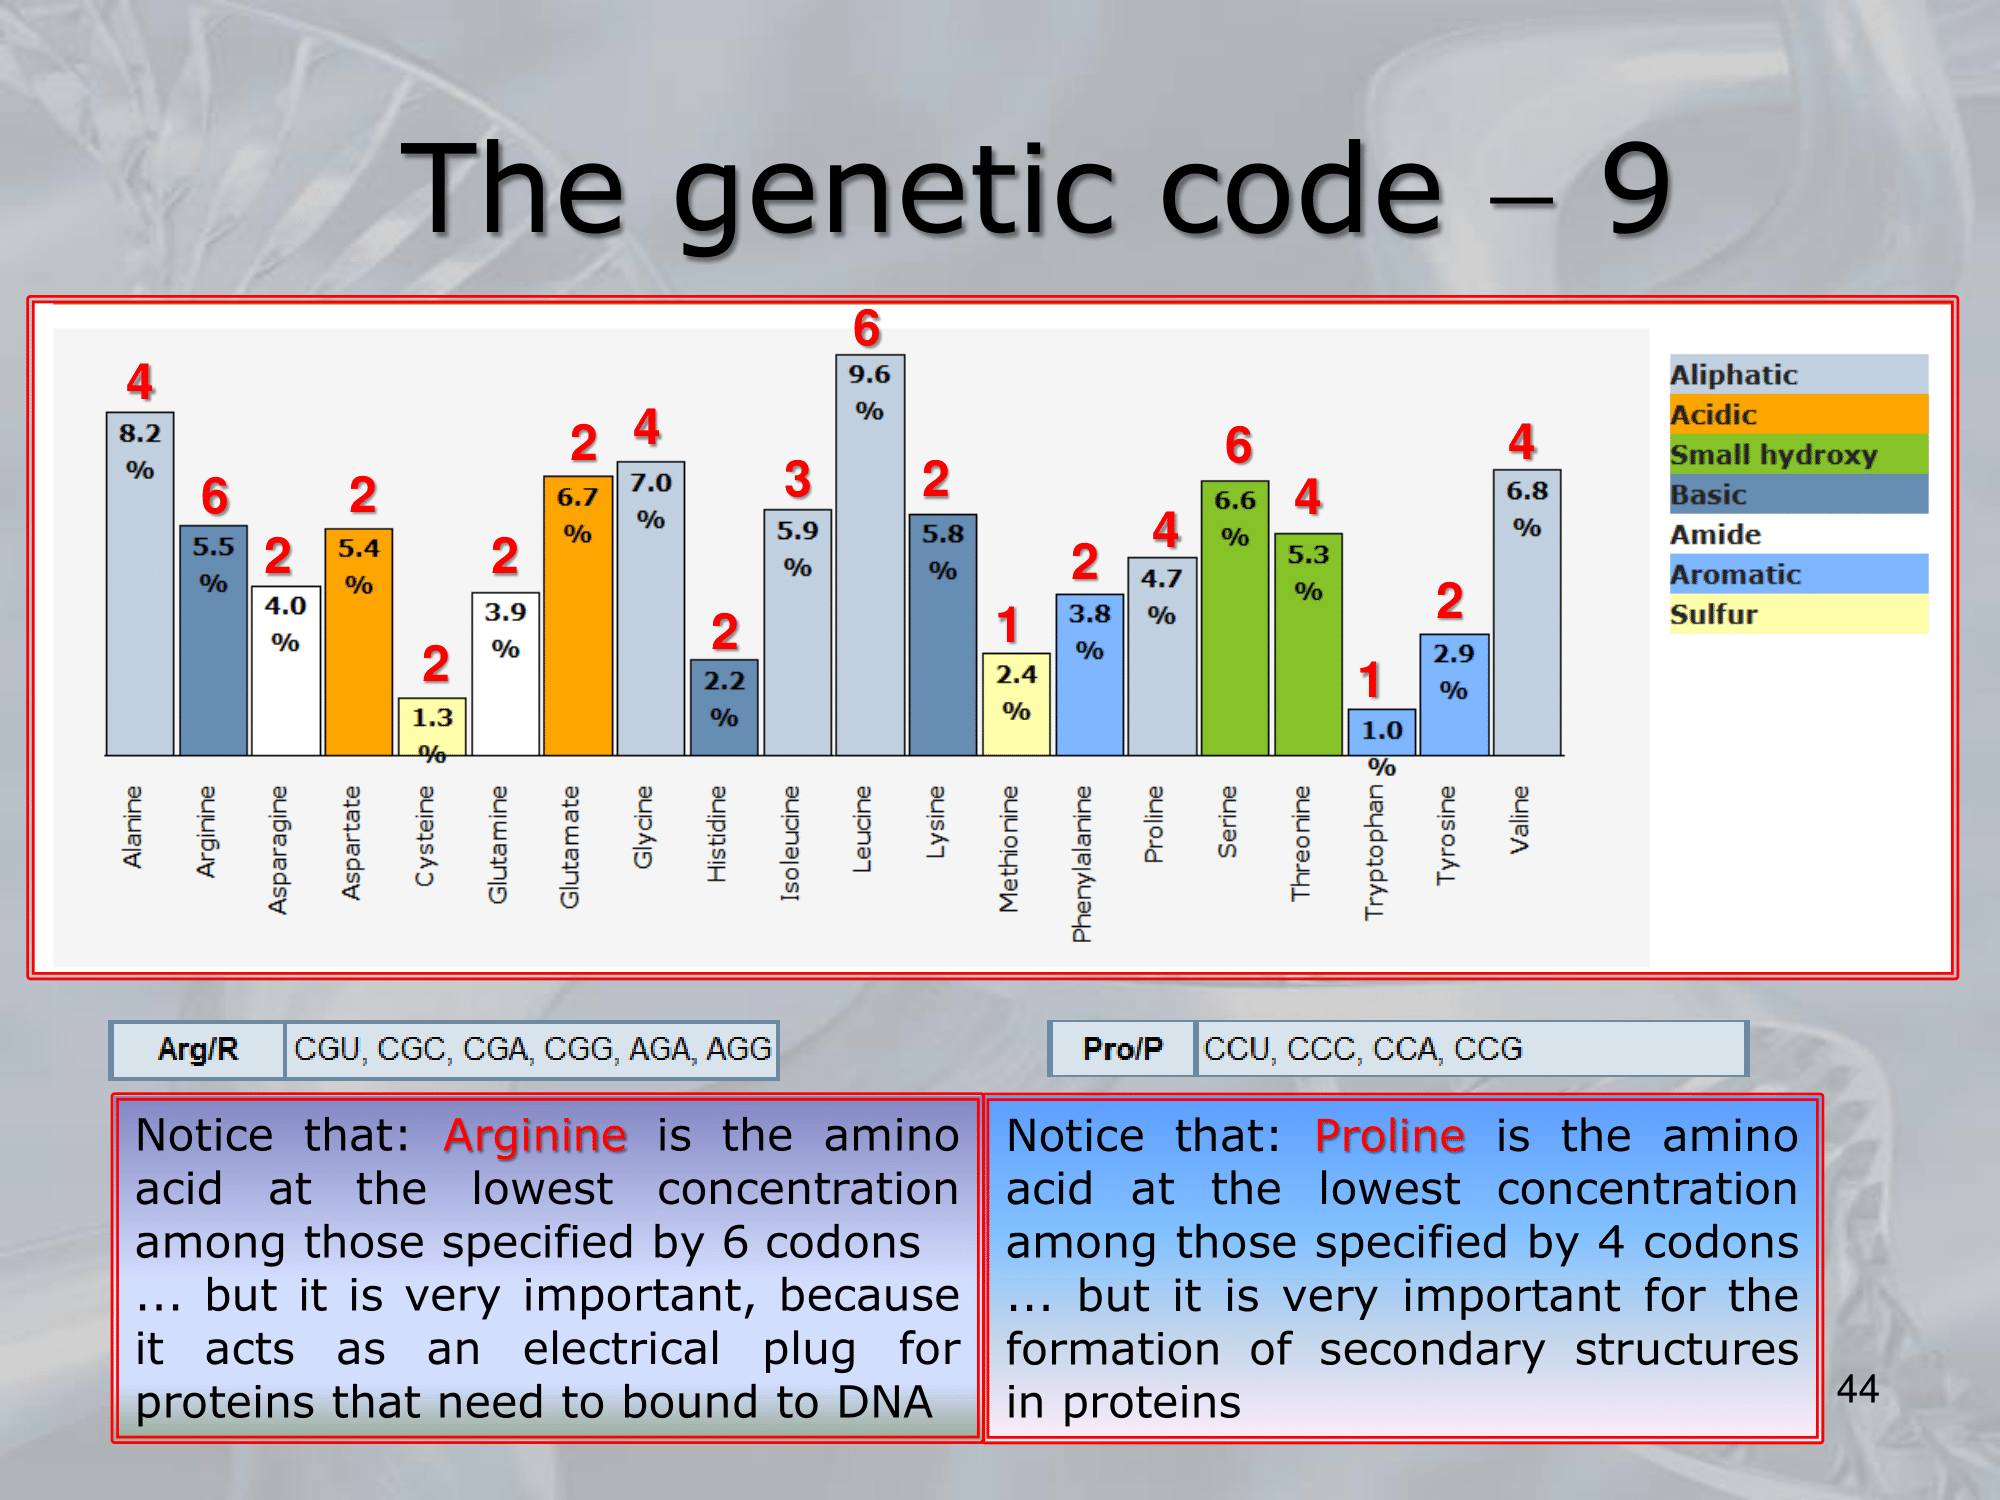 The genetic code – 9
4
8.2
%
6
5.5
%
2
4.0
%
2
5.4
%
2
1.3
%
2
3.9
%
2
6.7
%
4
7.0
%
2
2.2
%
3
5.9
%
6
9.6
%
2
5.8
%
1
2.4
%
2
3.8
%
4
4.7
%
6
6.6
%
4
5.3
%
1
1.0
%
2
2.9
%
4
6.8
%
Alanine
Arginine
Asparagine
Aspartate
Cysteine
Glutamine
Glutamate
Glycine
Histidine
Isoleucine
Leucine
Lysine
Methionine
Phenylalanine
Proline
Serine
Threonine
Tryptophan
Tyrosine
Valine
Aliphatic
Acidic
Small hydroxy
Basic
Amide
Aromatic
Sulfur
Arg/R CGU, CGC, CGA, CGG, AGA, AGG
Pro/P CCU, CCC, CCA, CCG
Notice that: Arginine is the amino
acid at the lowest concentration
among those specified by 6 codons
... but it is very important, because
it acts as an electrical plug for
proteins that need to bound to DNA
Notice that: Proline is the amino
acid at the lowest concentration
among those specified by 4 codons
... but it is very important for the
formation of secondary structures
in proteins
44